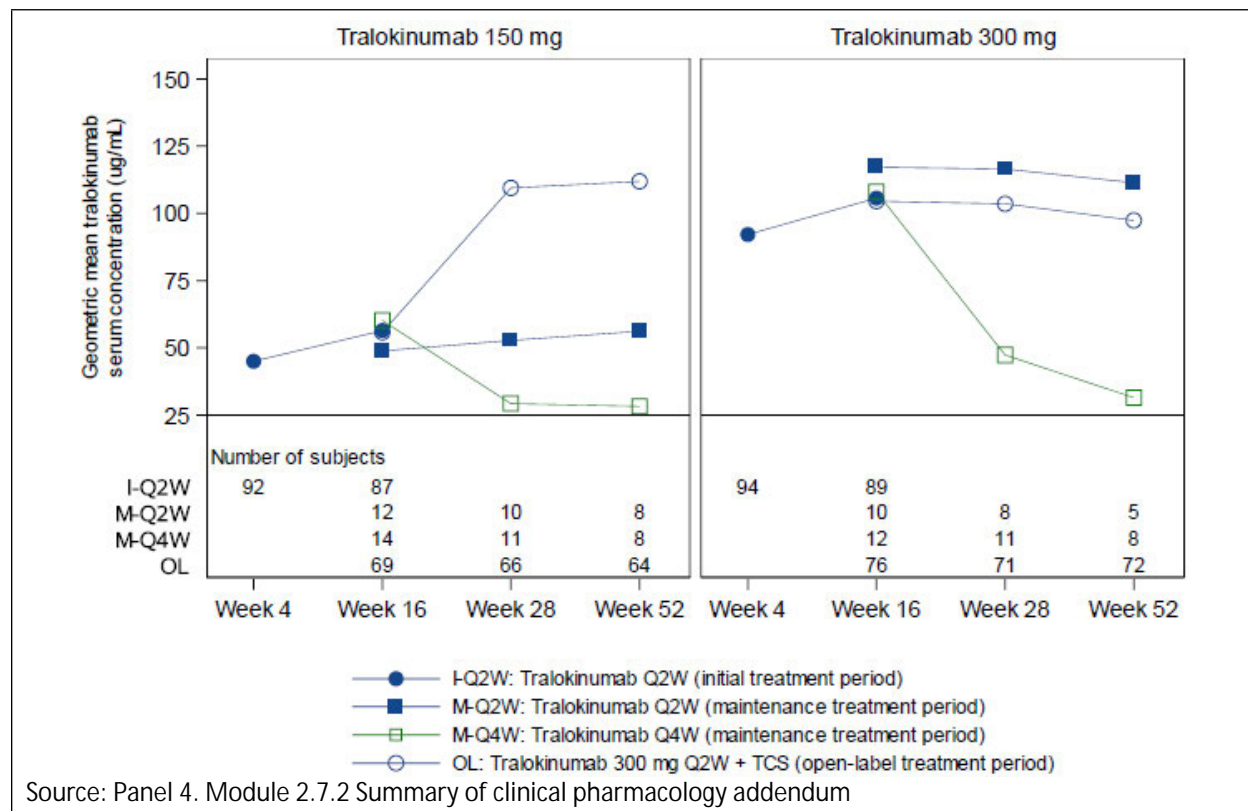 Tralokinumab 150 mg
Tralokinumab 300 mg
Geometric mean tralokinumab
serum concentration (ug/mL)
150
125
100
75
50
25
Number of subjects
I-Q2W 92 87 94 89
M-Q2W 12 10 8 10 8 5
M-Q4W 14 11 8 12 11 8
OL 69 66 64 76 71 72
Week 4 Week 16 Week 28 Week 52 Week 4 Week 16 Week 28 Week 52
I-Q2W: Tralokinumab Q2W (initial treatment period)
M-Q2W: Tralokinumab Q2W (maintenance treatment period)
M-Q4W: Tralokinumab Q4W (maintenance treatment period)
OL: Tralokinumab 300 mg Q2W + TCS (open-label treatment period)
Source: Panel 4. Module 2.7.2 Summary of clinical pharmacology addendum